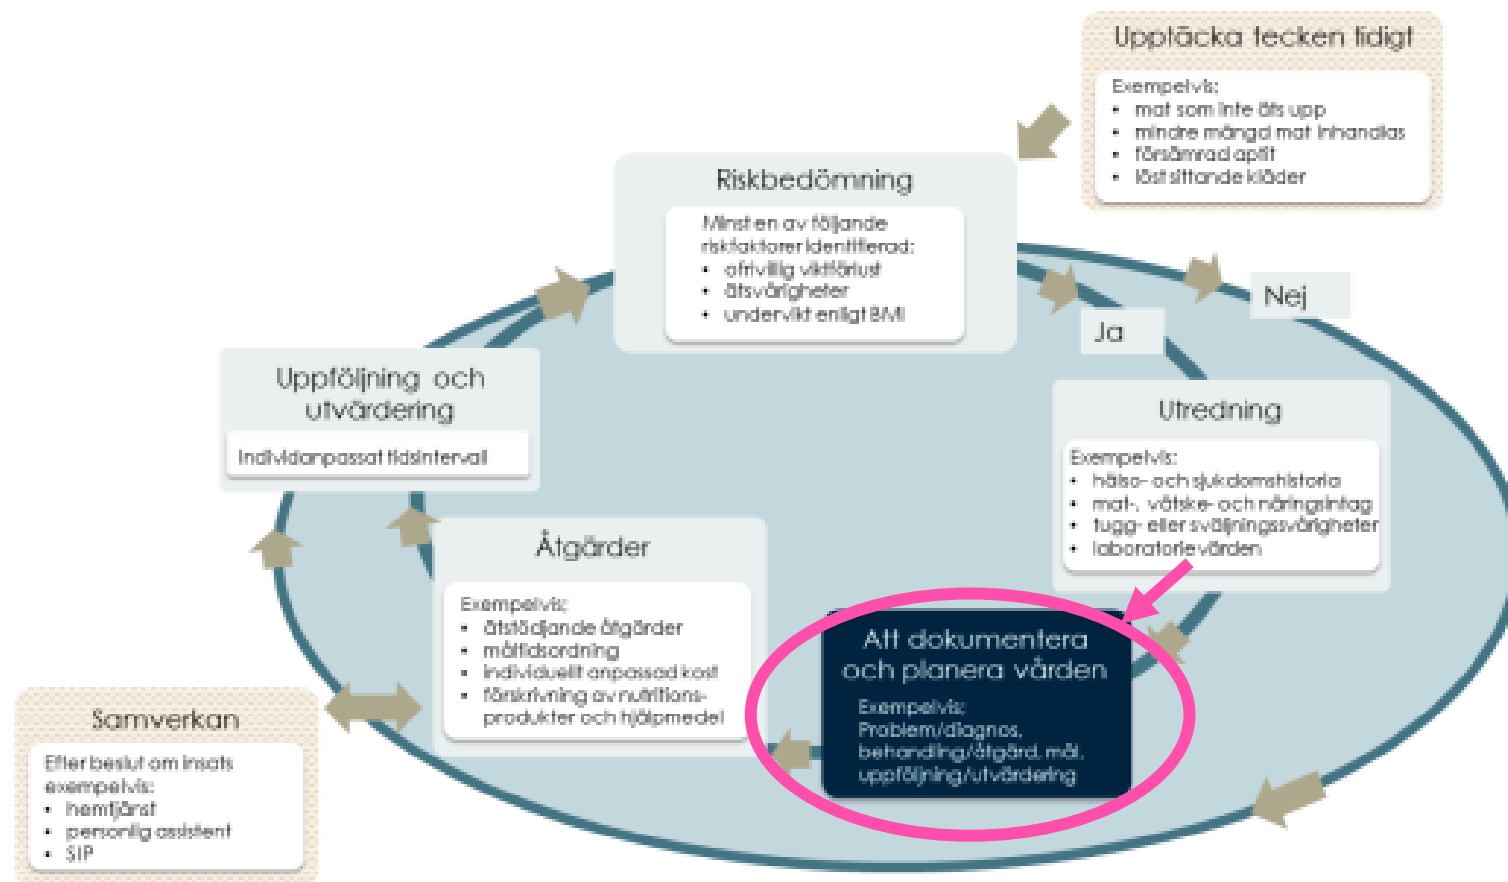 Upptäcka tecken tidigt
Exempelvis:
• mat som inte äts upp
• mindre mängd mat inhandlas
• försämrad aptit
• löst sittande kläder
Riskbedömning
Minst en av följande
riskfaktorer identifierad:
• ofrivillig viktförlust
• ätsvårigheter
• undervikt enligt BMI
Nej
Ja
Utredning
Exempelvis:
• hälso- och sjukdomshistoria
• mat-, vätske- och näringsintag
• tugg- eller sväljningssvårigheter
• laboratorievärden
Att dokumentera
och planera vården
Exempelvis:
Problem/diagnos,
behandling/åtgärd, mål,
uppföljning/utvärdering
Åtgärder
Exempelvis:
• ätstödjande åtgärder
• måltidsordning
• individuellt anpassad kost
• förskrivning av nutritions-
produkter och hjälpmedel
Samverkan
Efter beslut om insats
exempelvis:
• hemtjänst
• personlig assistent
• SIP
Uppföljning och
utvärdering
Individanpassat tidsintervall